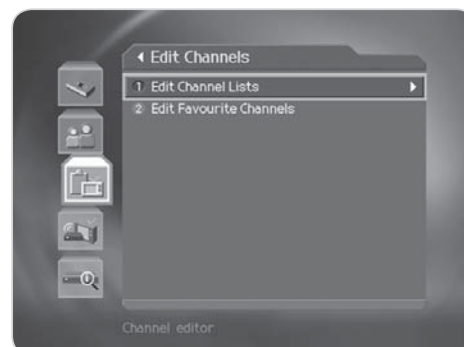 Edit Channels
1 Edit Channel Lists
2 Edit Favourite Channels
Channel editor